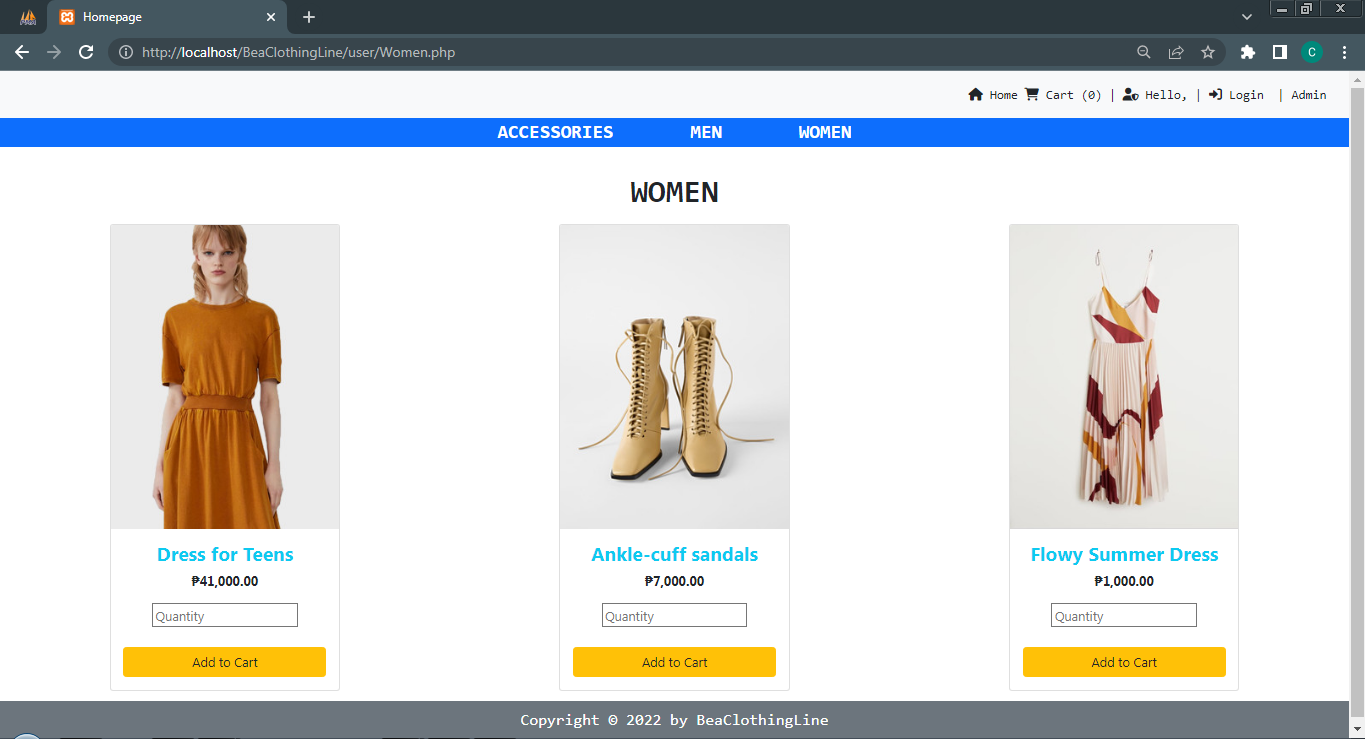 Homepage
http://localhost/BeaClothingLine/user/Women.php
C
Home Cart (0) | Hello, | Login | Admin
ACCESSORIES MEN WOMEN
WOMEN
Dress for Teens
₱41,000.00
Quantity
Add to Cart
Ankle-cuff sandals
₱7,000.00
Quantity
Add to Cart
Flowy Summer Dress
₱1,000.00
Quantity
Add to Cart
Copyright © 2022 by BeaClothingLine